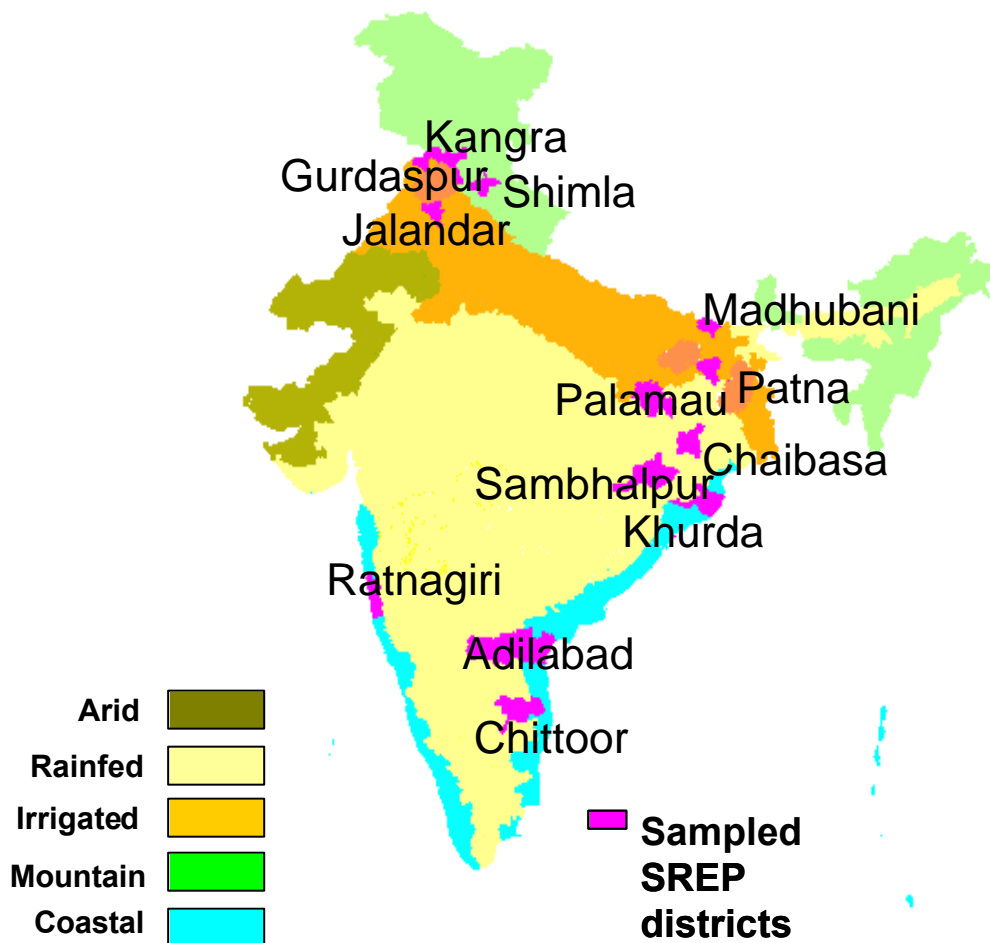 Kangra
Gurdaspur
Shimla
Jalandar
Madhubani
Palamau
Patna
Chaibasa
Sambhalpur
Khurda
Ratnagiri
Adilabad
Chittoor
Arid
Rainfed
Irrigated
Mountain
Coastal
Sampled
SREP
districts